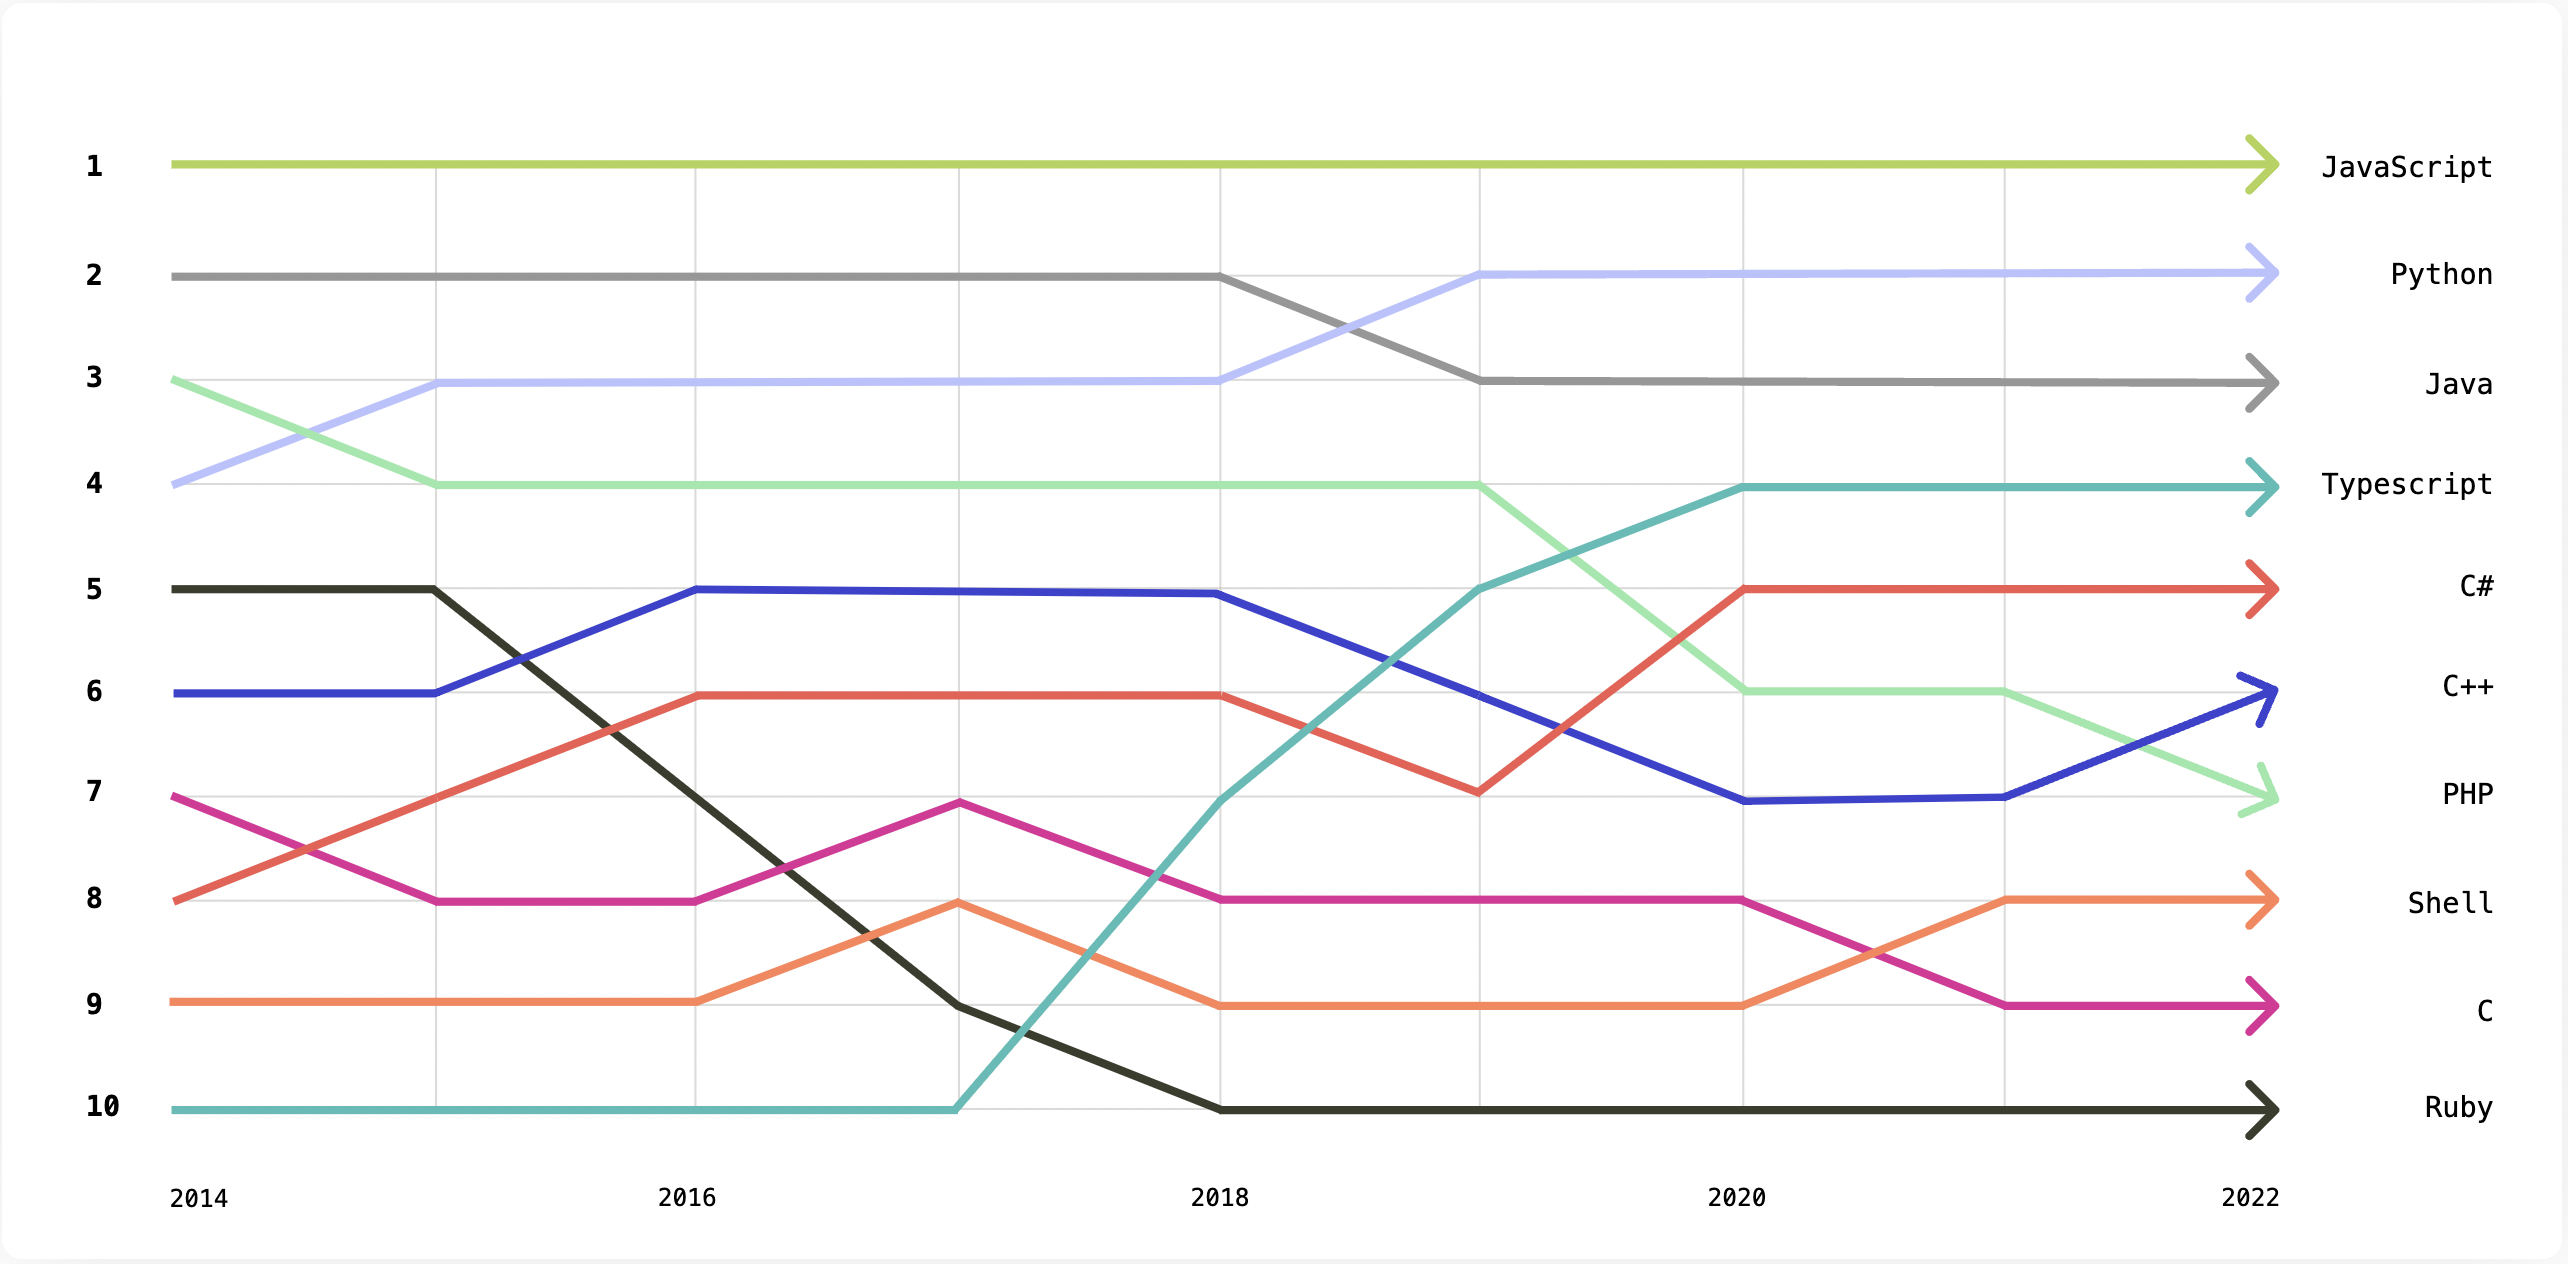 1 JavaScript
2 Python
3 Java
4 Typescript
5 C#
6 C++
7 PHP
8 Shell
9 C
10 Ruby
2014 2016 2018 2020 2022